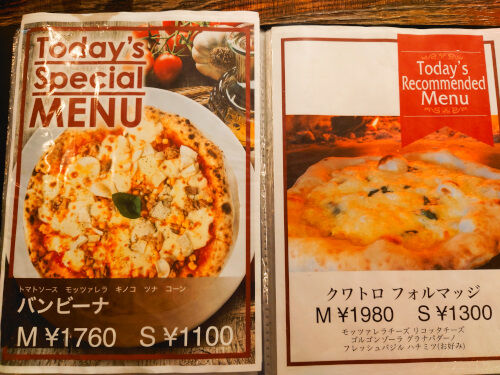 Today's
Special
MENU
トマトソース モッツァレラ キノコ ツナ コーン
バンビーナ
M ¥1760 S ¥1100
Today's
Recommended
Menu
クワトロ フォルマッジ
M ¥1980 S ¥1300
モッツァレラチーズ リコッタチーズ
ゴルゴンゾーラ グラナパダーノ
フレッシュバジル ハチミツ(お好み)